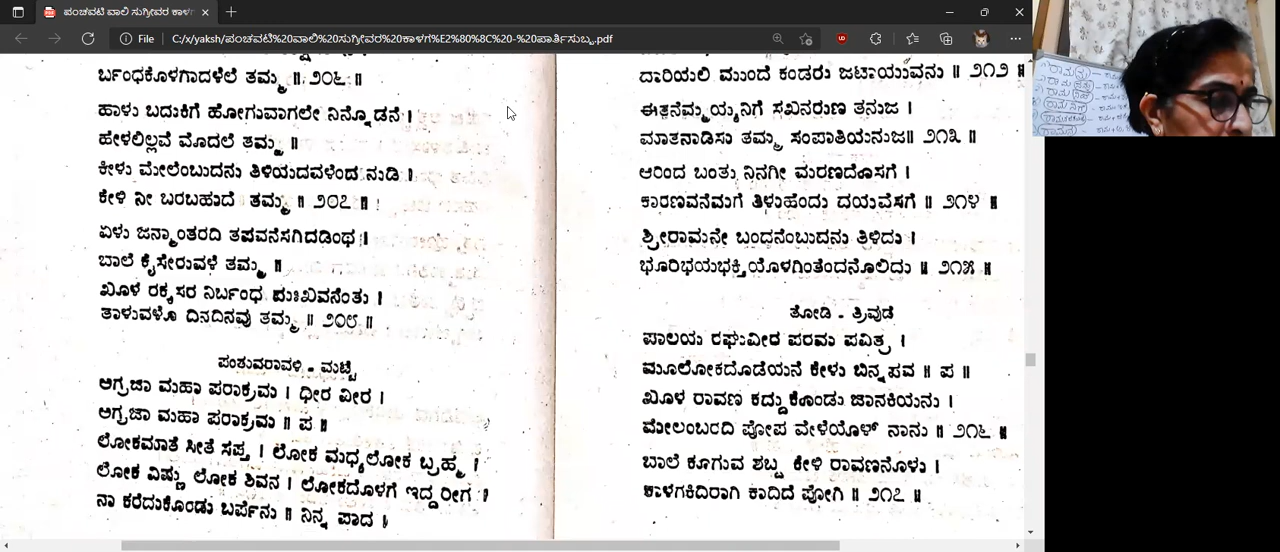 ಪಂಚವಟಿ ವಾಲಿ ಸುಗ್ರೀವರ ಕಾಳಗ
File C:/x/yaksh/ಪಂಚವಟಿ%20ವಾಲಿ%20ಸುಗ್ರೀವರ%20ಕಾಳಗ%E2%80%8C%20-%20ಪಾರ್ತಿಸುಬ್ಬ.pdf
ರ್ಬಂಧಕೊಳಗಾದಳೆಲೆ ತಮ್ಮ ॥ ೨೦೬ ॥
ಹಾಳು ಬದುಕಿಗೆ ಹೋಗುವಾಗಲೇ ನಿನ್ನೊಡನೆ ।
ಹೇಳಲಿಲ್ಲವೆ ಮೊದಲೆ ತಮ್ಮ ॥
ಕೀಳು ಮೇಲೆಂಬುದನು ತಿಳಿಯದವಳೆಂದ ನುಡಿ ।
ಕೇಳಿ ನೀ ಬರಬಹುದೆ ತಮ್ಮ ॥ ೨೦೭ ॥
ಏಳು ಜನ್ಮಾಂತರದಿ ತಪವನೆಸಗಿದಡಿಂಥ ।
ಬಾಲೆ ಕೈಸೇರುವಳೆ ತಮ್ಮ ॥
ಖೂಳ ರಕ್ಕಸರ ನಿರ್ಬಂಧ ದುಃಖವನೆಂತು ।
ತಾಳುವಳೊ ದಿನದಿನವು ತಮ್ಮ ॥ ೨೦೮ ॥
ಪಂತುವರಾವಳಿ - ಮಟ್ಟೆ
ಅಗ್ರಜಾ ಮಹಾ ಪರಾಕ್ರಮ । ಧೀರ ವೀರ ।
ಅಗ್ರಜಾ ಮಹಾ ಪರಾಕ್ರಮ ॥ ಪ ॥
ಲೋಕಮಾತೆ ಸೀತೆ ಸಪ್ತ । ಲೋಕ ಮಧ್ಯಲೋಕ ಬ್ರಹ್ಮ ।
ಲೋಕ ವಿಷ್ಣು ಲೋಕ ಶಿವನ । ಲೋಕದೊಳಗೆ ಇದ್ದರೀಗ ।
ನಾ ಕರೆದುಕೊಂಡು ಬರ್ಪೆನು ॥ ನಿನ್ನ ಪಾದ ।
ದಾರಿಯಲಿ ಮುಂದೆ ಕಂಡರು ಜಟಾಯುವನು ॥ ೨೧೨ ॥
ಈತನೆಮ್ಮಯ್ಯನಿಗೆ ಸಖನರುಣ ತನುಜ ।
ಮಾತನಾಡಿಸು ತಮ್ಮ ಸಂಪಾತಿಯನುಜ॥ ೨೧೩ ॥
ಆರಿಂದ ಬಂತು ನಿನಗೀ ಮರಣದೊಸಗೆ ।
ಕಾರಣವನೆಮಗೆ ತಿಳುಹೆಂದು ದಯವೆಸಗೆ ॥ ೨೧೪ ॥
ಶ್ರೀರಾಮನೇ ಬಂಧನೆಂಬುದನು ತಿಳಿದು ।
ಭೂರಿಭಯಭಕ್ತಿಯೊಳಗಿಂತೆಂದನೊಲಿದು ॥ ೨೧೫ ॥
ತೋಡಿ - ತ್ರಿವುಡೆ
ಪಾಲಯ ರಘುವೀರ ಪರಮ ಪವಿತ್ರ ।
ಮೂಲೋಕದೊಡೆಯನೆ ಕೇಳು ಬಿನ್ನಪವ ॥ ಪ ॥
ಖೂಳ ರಾವಣ ಕದ್ದುಕೊಂಡು ಜಾನಕಿಯನು ।
ಮೇಲಂಬರದಿ ಪೋಪ ವೇಳೆಯೊಳ್ ನಾನು ॥ ೨೧೬ ॥
ಬಾಲೆ ಕೂಗುವ ಶಬ್ದ ಕೇಳಿ ರಾವಣನೊಳು ।
ಕಾಳಗಕಿದಿರಾಗಿ ಕಾದಿದೆ ಪೋಗಿ ॥ ೨೧೭ ॥